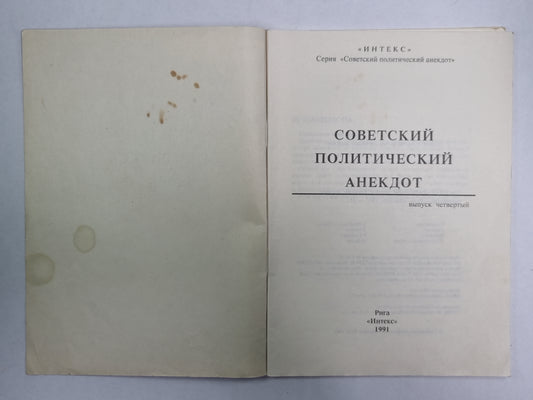 «ИНТЕКС»
Серия «Советский политический анекдот»
СОВЕТСКИЙ
ПОЛИТИЧЕСКИЙ
АНЕКДОТ
выпуск четвертый
Рига
«Интекс»
1991